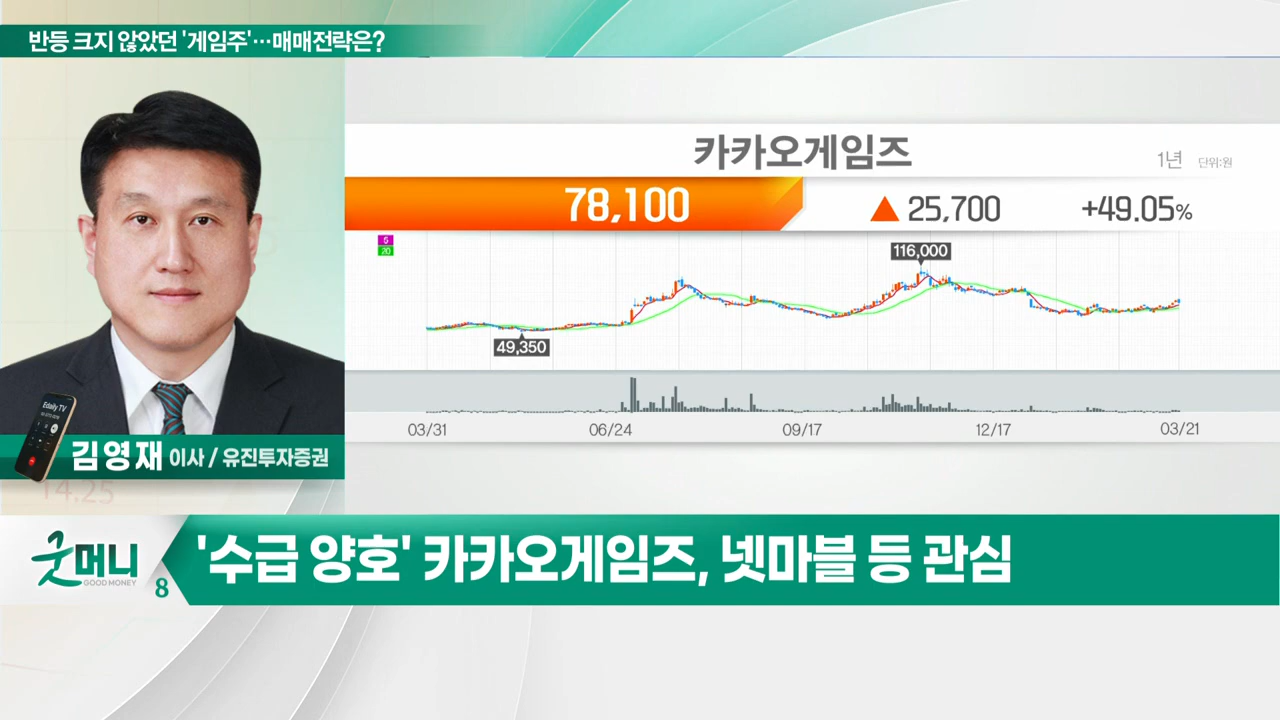 반등 크지 않았던 '게임주'…매매전략은?
카카오게임즈
1년 단위:원
78,100 ▲ 25,700 +49.05%
5
20
116,000
49,350
03/31 06/24 09/17 12/17 03/21
Edaily TV
김영재 이사 / 유진투자증권
14.25
굿머니
GOOD MONEY
8
'수급 양호' 카카오게임즈, 넷마블 등 관심